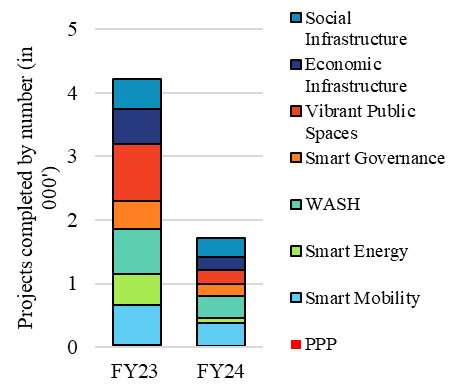 Projects completed by number (in
000')
5
4
3
2
1
0
FY23
FY24
Social
Infrastructure
Economic
Infrastructure
Vibrant Public
Spaces
Smart Governance
WASH
Smart Energy
Smart Mobility
PPP